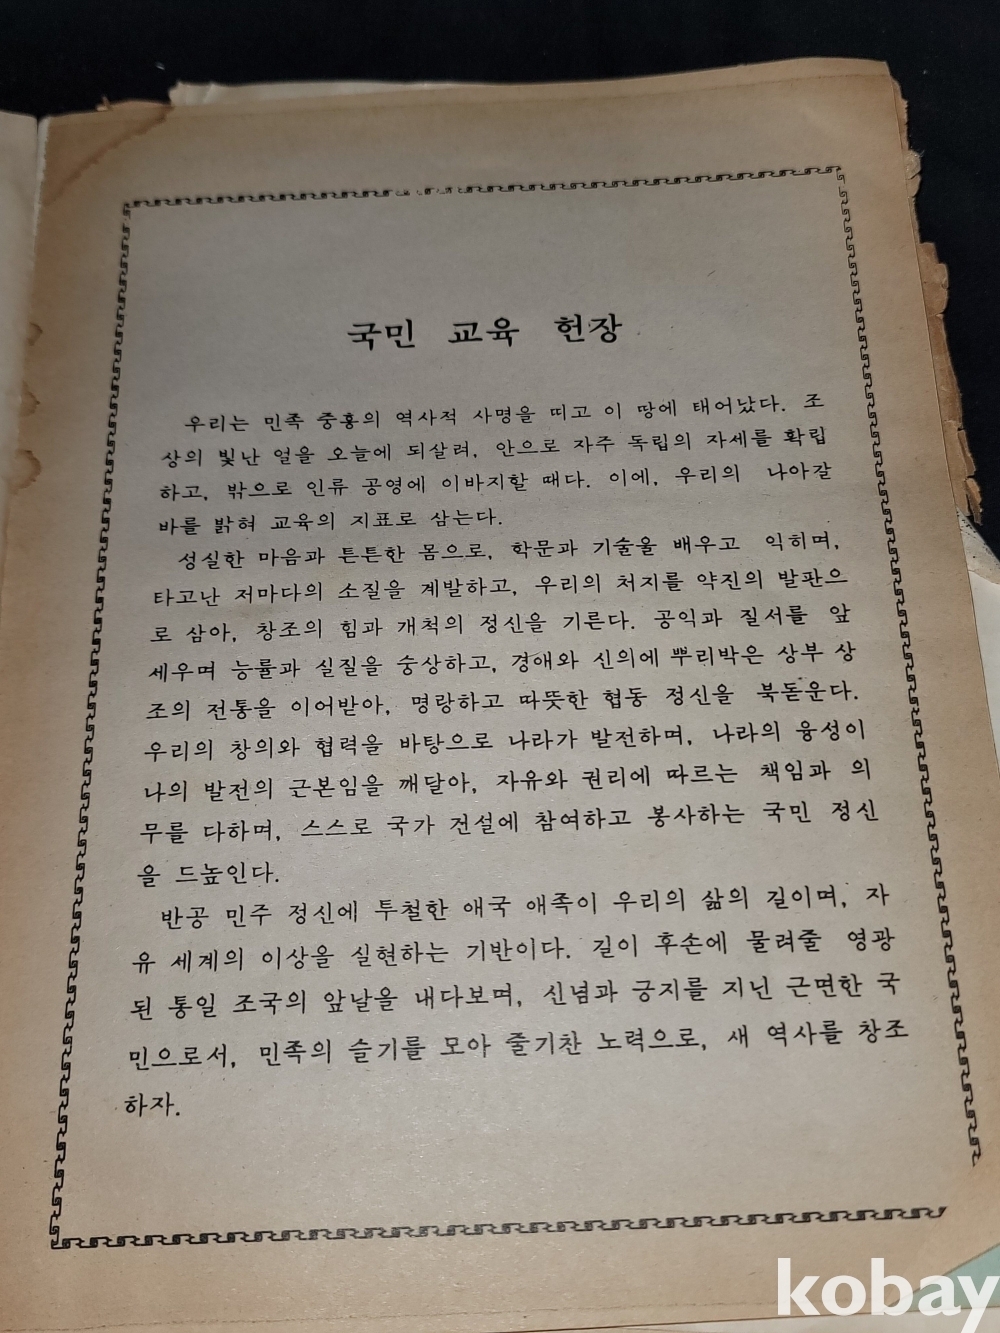 국민 교육 헌장
우리는 민족 중흥의 역사적 사명을 띠고 이 땅에 태어났다. 조
상의 빛난 얼을 오늘에 되살려, 안으로 자주 독립의 자세를 확립
하고, 밖으로 인류 공영에 이바지할 때다. 이에, 우리의 나아갈
바를 밝혀 교육의 지표로 삼는다.
성실한 마음과 튼튼한 몸으로, 학문과 기술을 배우고 익히며,
타고난 저마다의 소질을 계발하고, 우리의 처지를 약진의 발판으
로 삼아, 창조의 힘과 개척의 정신을 기른다. 공익과 질서를 앞
세우며 능률과 실질을 숭상하고, 경애와 신의에 뿌리박은 상부 상
조의 전통을 이어받아, 명랑하고 따뜻한 협동 정신을 북돋운다.
우리의 창의와 협력을 바탕으로 나라가 발전하며, 나라의 융성이
나의 발전의 근본임을 깨달아, 자유와 권리에 따르는 책임과 의
무를 다하며, 스스로 국가 건설에 참여하고 봉사하는 국민 정신
을 드높인다.
반공 민주 정신에 투철한 애국 애족이 우리의 삶의 길이며, 자
유 세계의 이상을 실현하는 기반이다. 길이 후손에 물려줄 영광
된 통일 조국의 앞날을 내다보며, 신념과 긍지를 지닌 근면한 국
민으로서, 민족의 슬기를 모아 줄기찬 노력으로, 새 역사를 창조
하자.
kobay